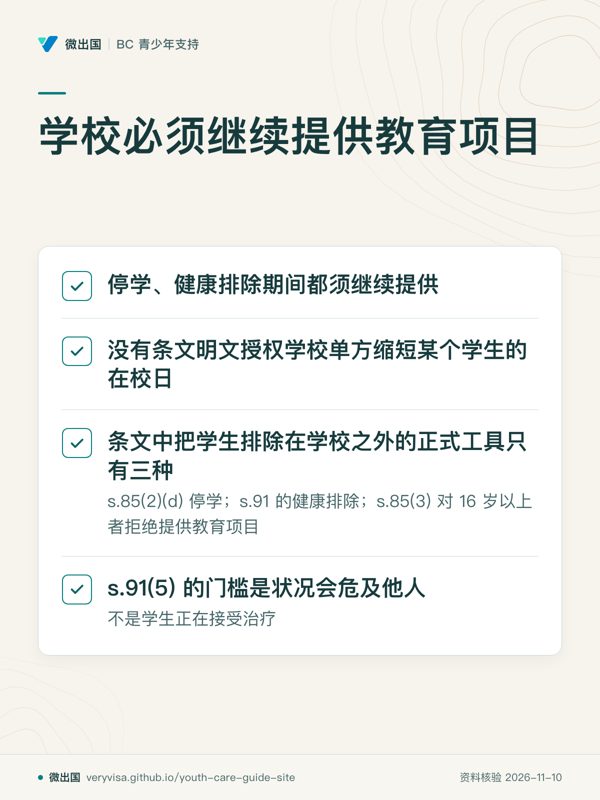 微出国 | BC 青少年支持
学校必须继续提供教育项目
停学、健康排除期间都须继续提供
没有条文明文授权学校单方缩短某个学生的
在校日
条文中把学生排除在学校之外的正式工具只
有三种
s.85(2)(d) 停学；s.91 的健康排除；s.85(3) 对 16 岁以上
者拒绝提供教育项目
s.91(5) 的门槛是状况会危及他人
不是学生正在接受治疗
微出国 veryvisa.github.io/youth-care-guide-site
资料核验 2026-11-10